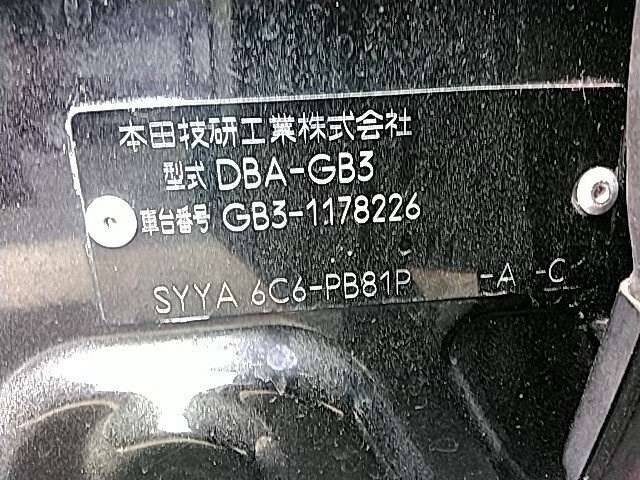 本田技研工業株式会社
型式 DBA-GB3
車台番号 GB3-1178226
SYYA 6C6-PB81P -A -C